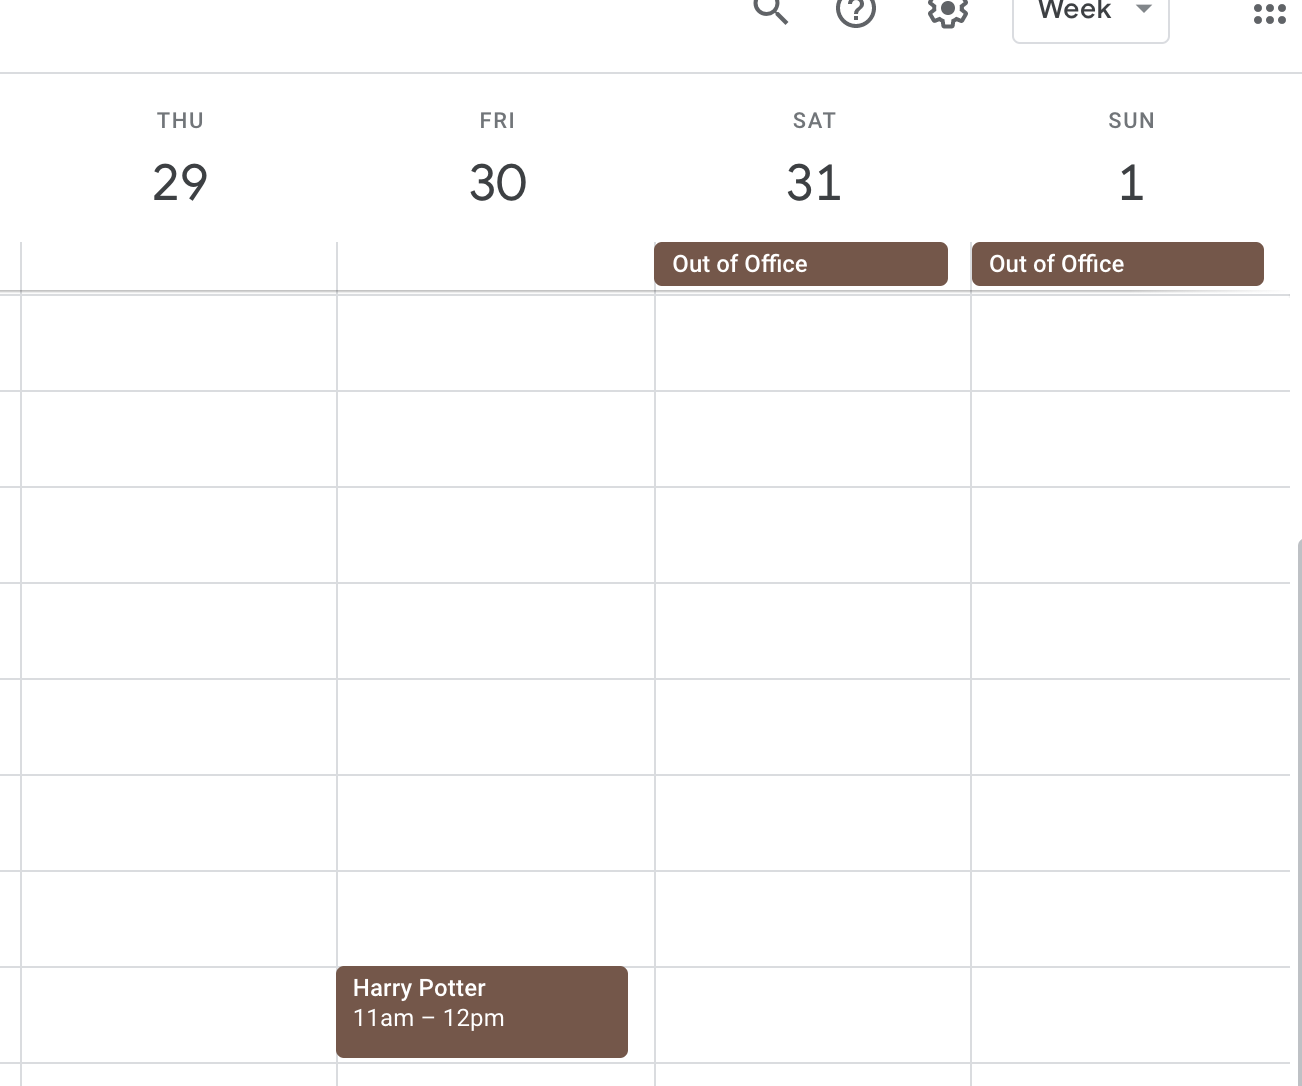 Week
THU
FRI
SAT
SUN
29
30
31
1
Out of Office
Out of Office
Harry Potter
11am – 12pm